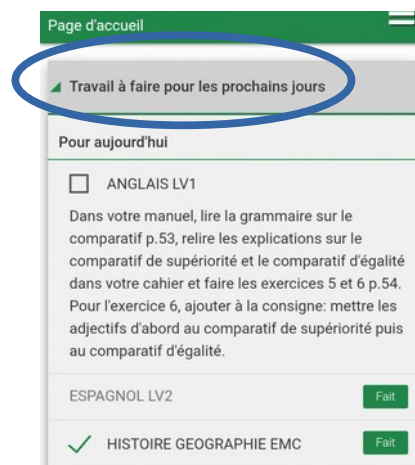 Page d'accueil
Travail à faire pour les prochains jours
Pour aujourd'hui
ANGLAIS LV1
Dans votre manuel, lire la grammaire sur le
comparatif p.53, relire les explications sur le
comparatif de supériorité et le comparatif d'égalité
dans votre cahier et faire les exercices 5 et 6 p.54.
Pour l'exercice 6, ajouter à la consigne: mettre les
adjectifs d'abord au comparatif de supériorité puis
au comparatif d'égalité.
ESPAGNOL LV2 Fait
HISTOIRE GEOGRAPHIE EMC Fait